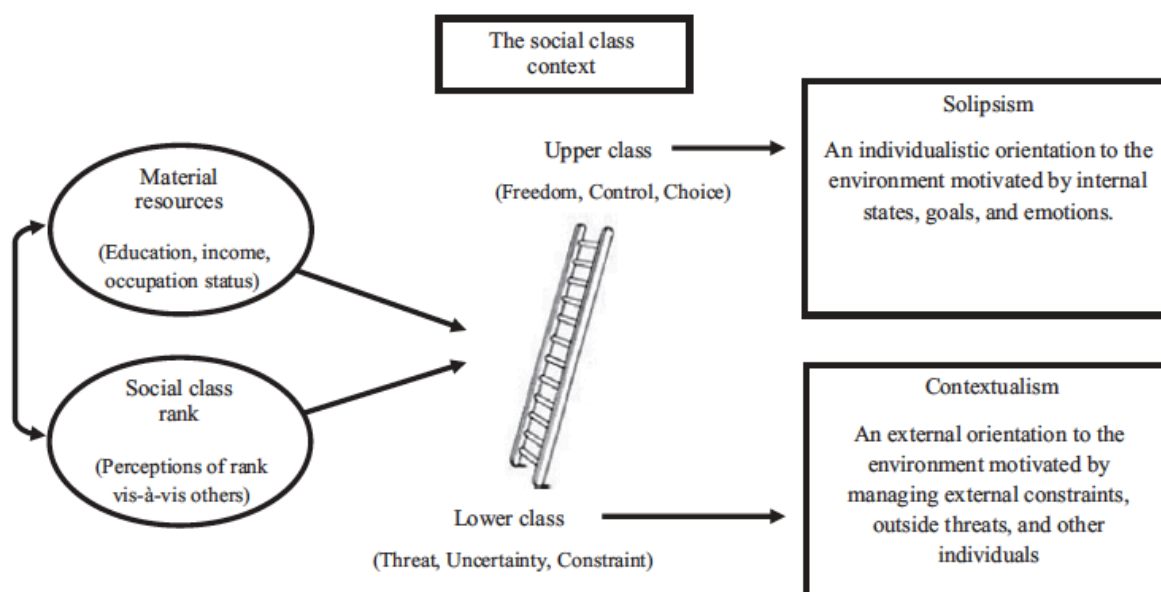 The social class
context
Material
resources
(Education, income,
occupation status)
Social class
rank
(Perceptions of rank
vis-à-vis others)
Upper class
(Freedom, Control, Choice)
Lower class
(Threat, Uncertainty, Constraint)
Solipsism
An individualistic orientation to the
environment motivated by internal
states, goals, and emotions.
Contextualism
An external orientation to the
environment motivated by
managing external constraints,
outside threats, and other
individuals